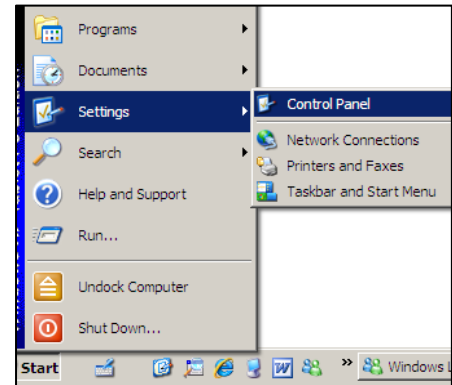 Programs
Documents
Settings
Control Panel
Search
Network Connections
Printers and Faxes
Help and Support
Taskbar and Start Menu
Run...
Undock Computer
Shut Down...
Start
Windows L